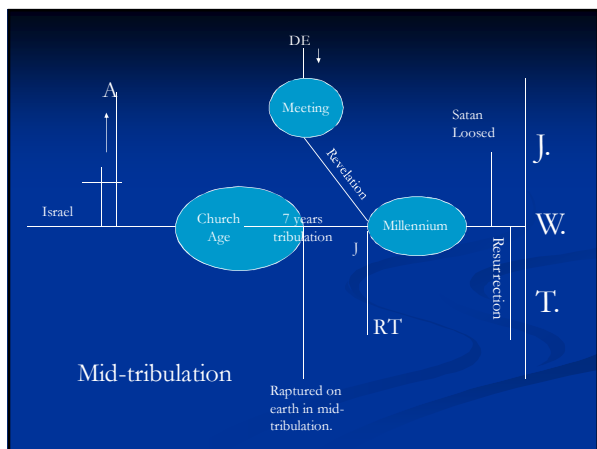 DE
A
Meeting
Satan
Loosed
J.
Revelation
Israel
Church
Age
7 years
tribulation
Millennium
W.
J
Resurrection
T.
RT
Mid-tribulation
Raptured on
earth in mid-
tribulation.